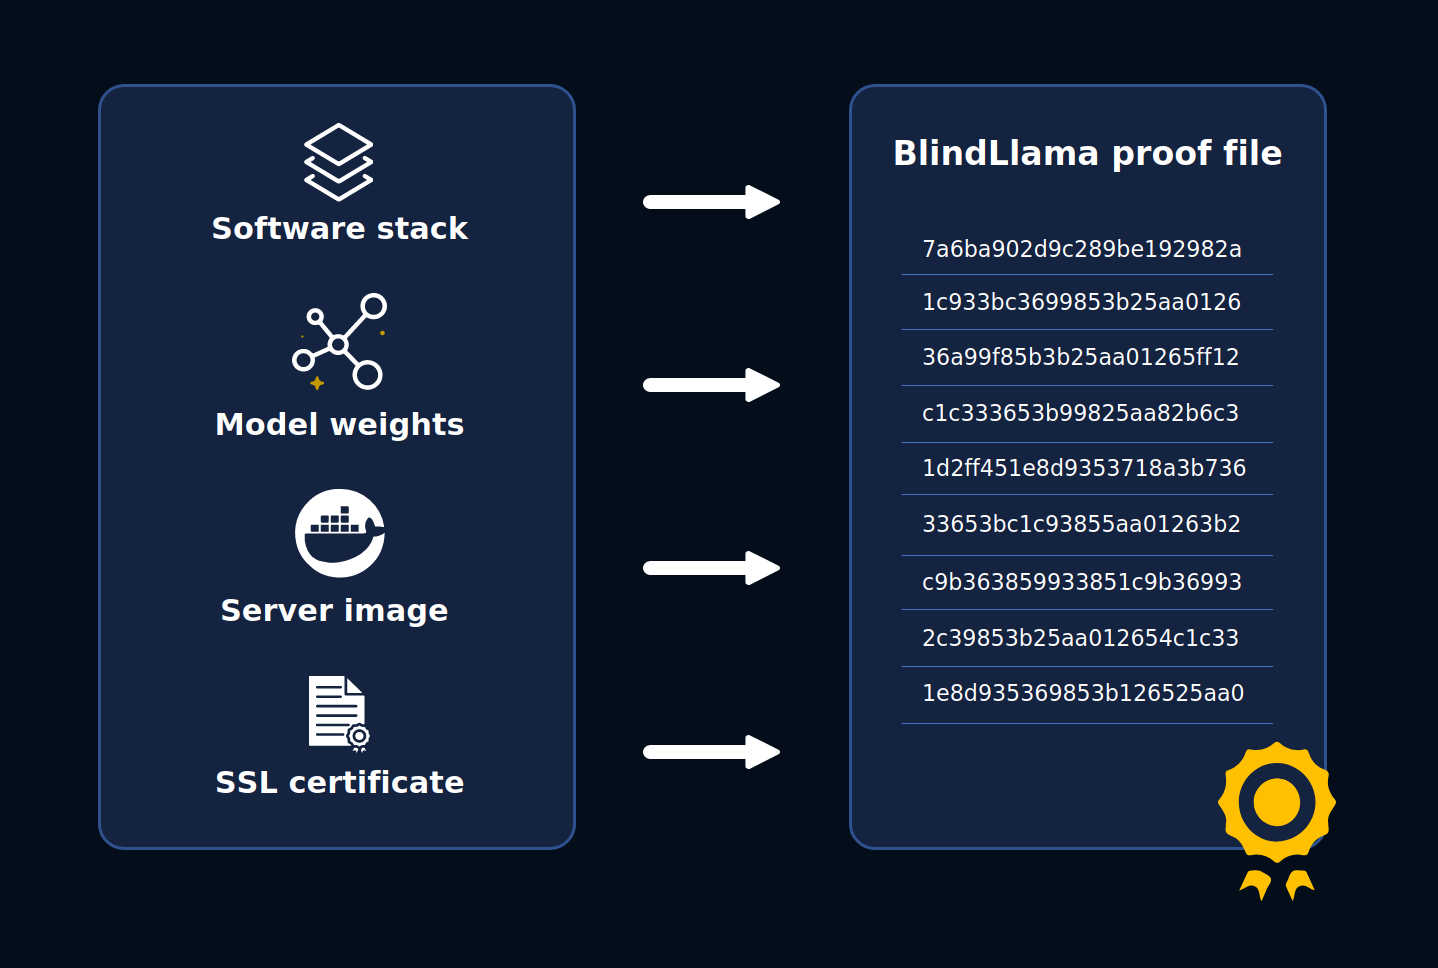 Software stack
Model weights
Server image
SSL certificate
BlindLlama proof file
7a6ba902d9c289be192982a
1c933bc3699853b25aa0126
36a99f85b3b25aa01265ff12
c1c333653b99825aa82b6c3
1d2ff451e8d9353718a3b736
33653bc1c93855aa01263b2
c9b363859933851c9b36993
2c39853b25aa012654c1c33
1e8d935369853b126525aa0